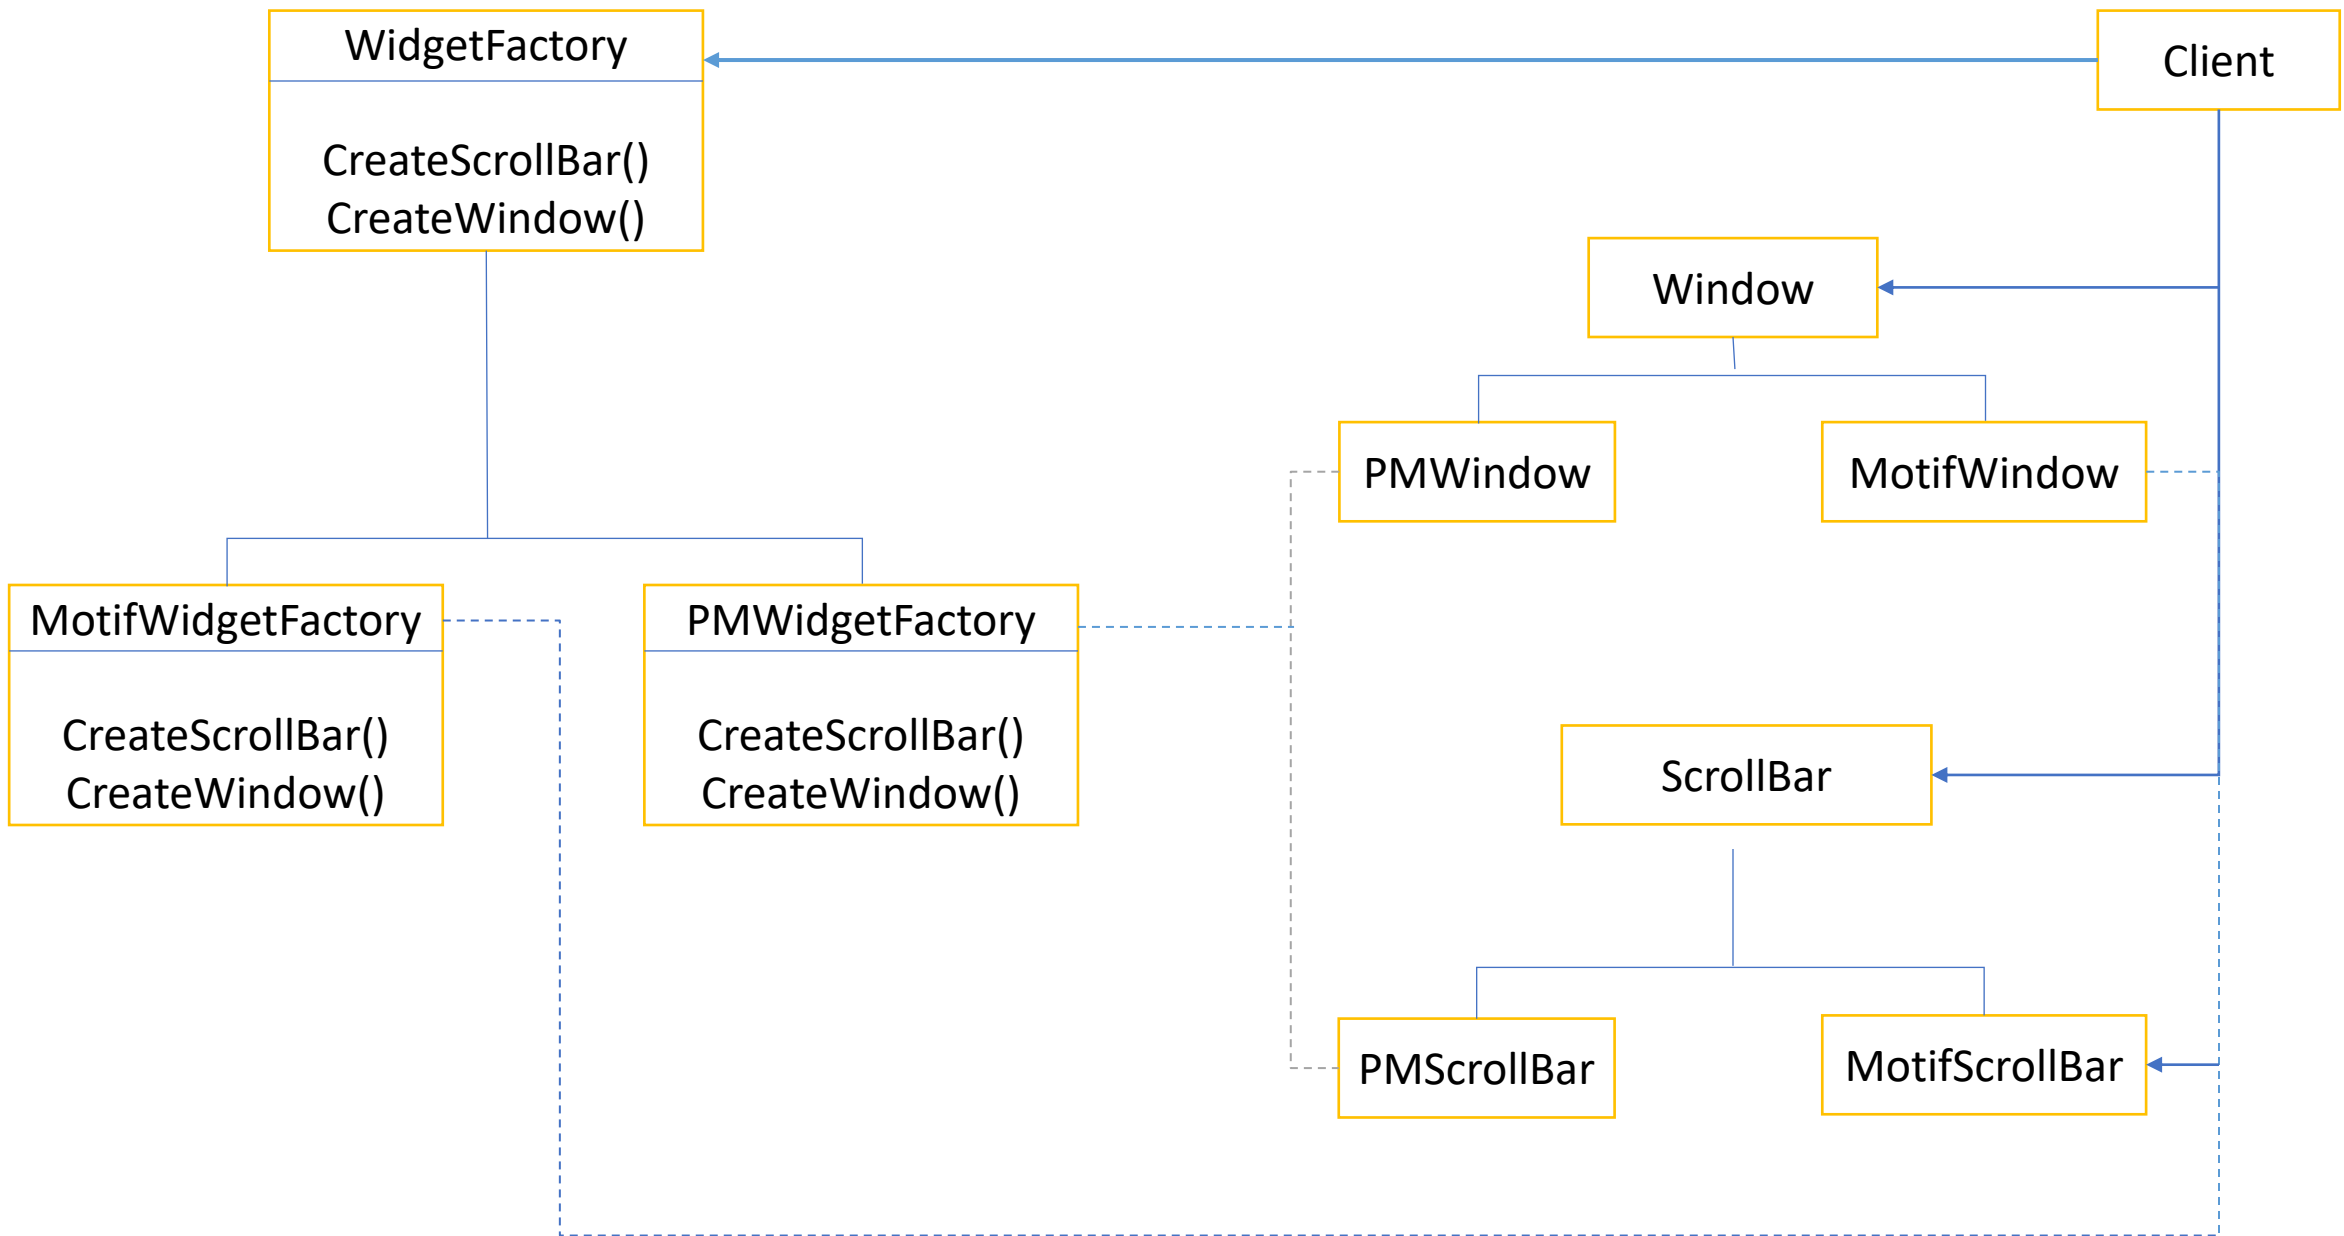 WidgetFactory
CreateScrollBar()
CreateWindow()
Client
Window
PMWindow
MotifWindow
MotifWidgetFactory
CreateScrollBar()
CreateWindow()
PMWidgetFactory
CreateScrollBar()
CreateWindow()
ScrollBar
PMScrollBar
MotifScrollBar